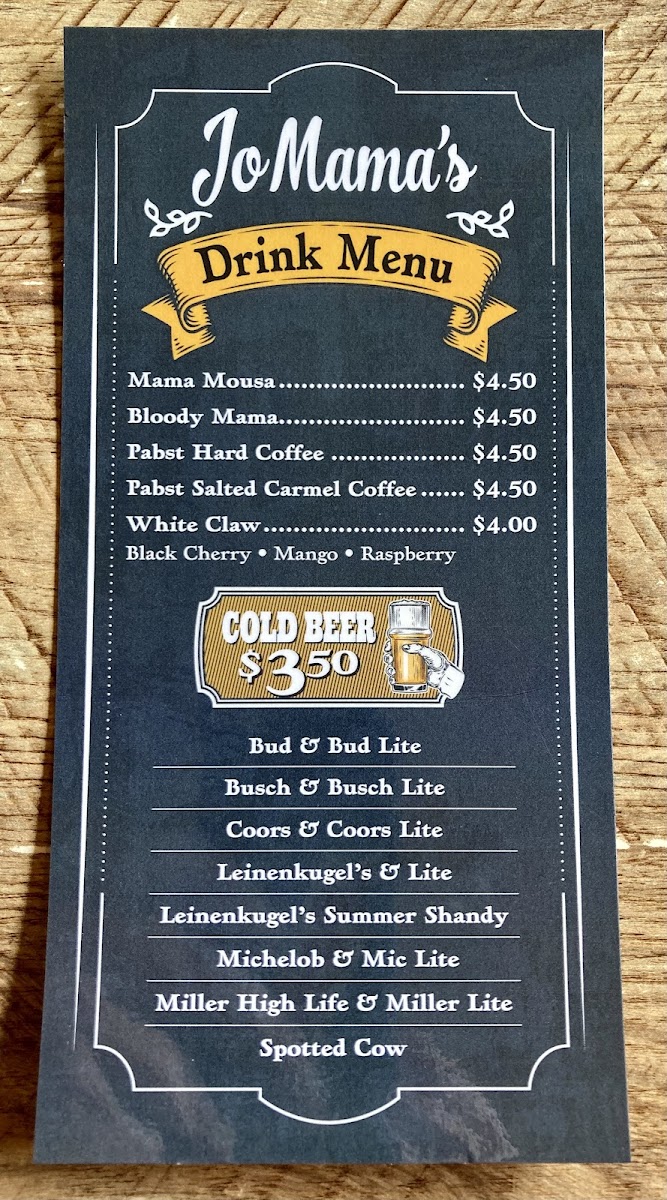 JoMama's
Drink Menu
Mama Mousa......................... $4.50
Bloody Mama......................... $4.50
Pabst Hard Coffee .................. $4.50
Pabst Salted Carmel Coffee...... $4.50
White Claw........................... $4.00
Black Cherry • Mango • Raspberry
COLD BEER
$3.50
Bud & Bud Lite
Busch & Busch Lite
Coors & Coors Lite
Leinenkugel's & Lite
Leinenkugel's Summer Shandy
Michelob & Mic Lite
Miller High Life & Miller Lite
Spotted Cow